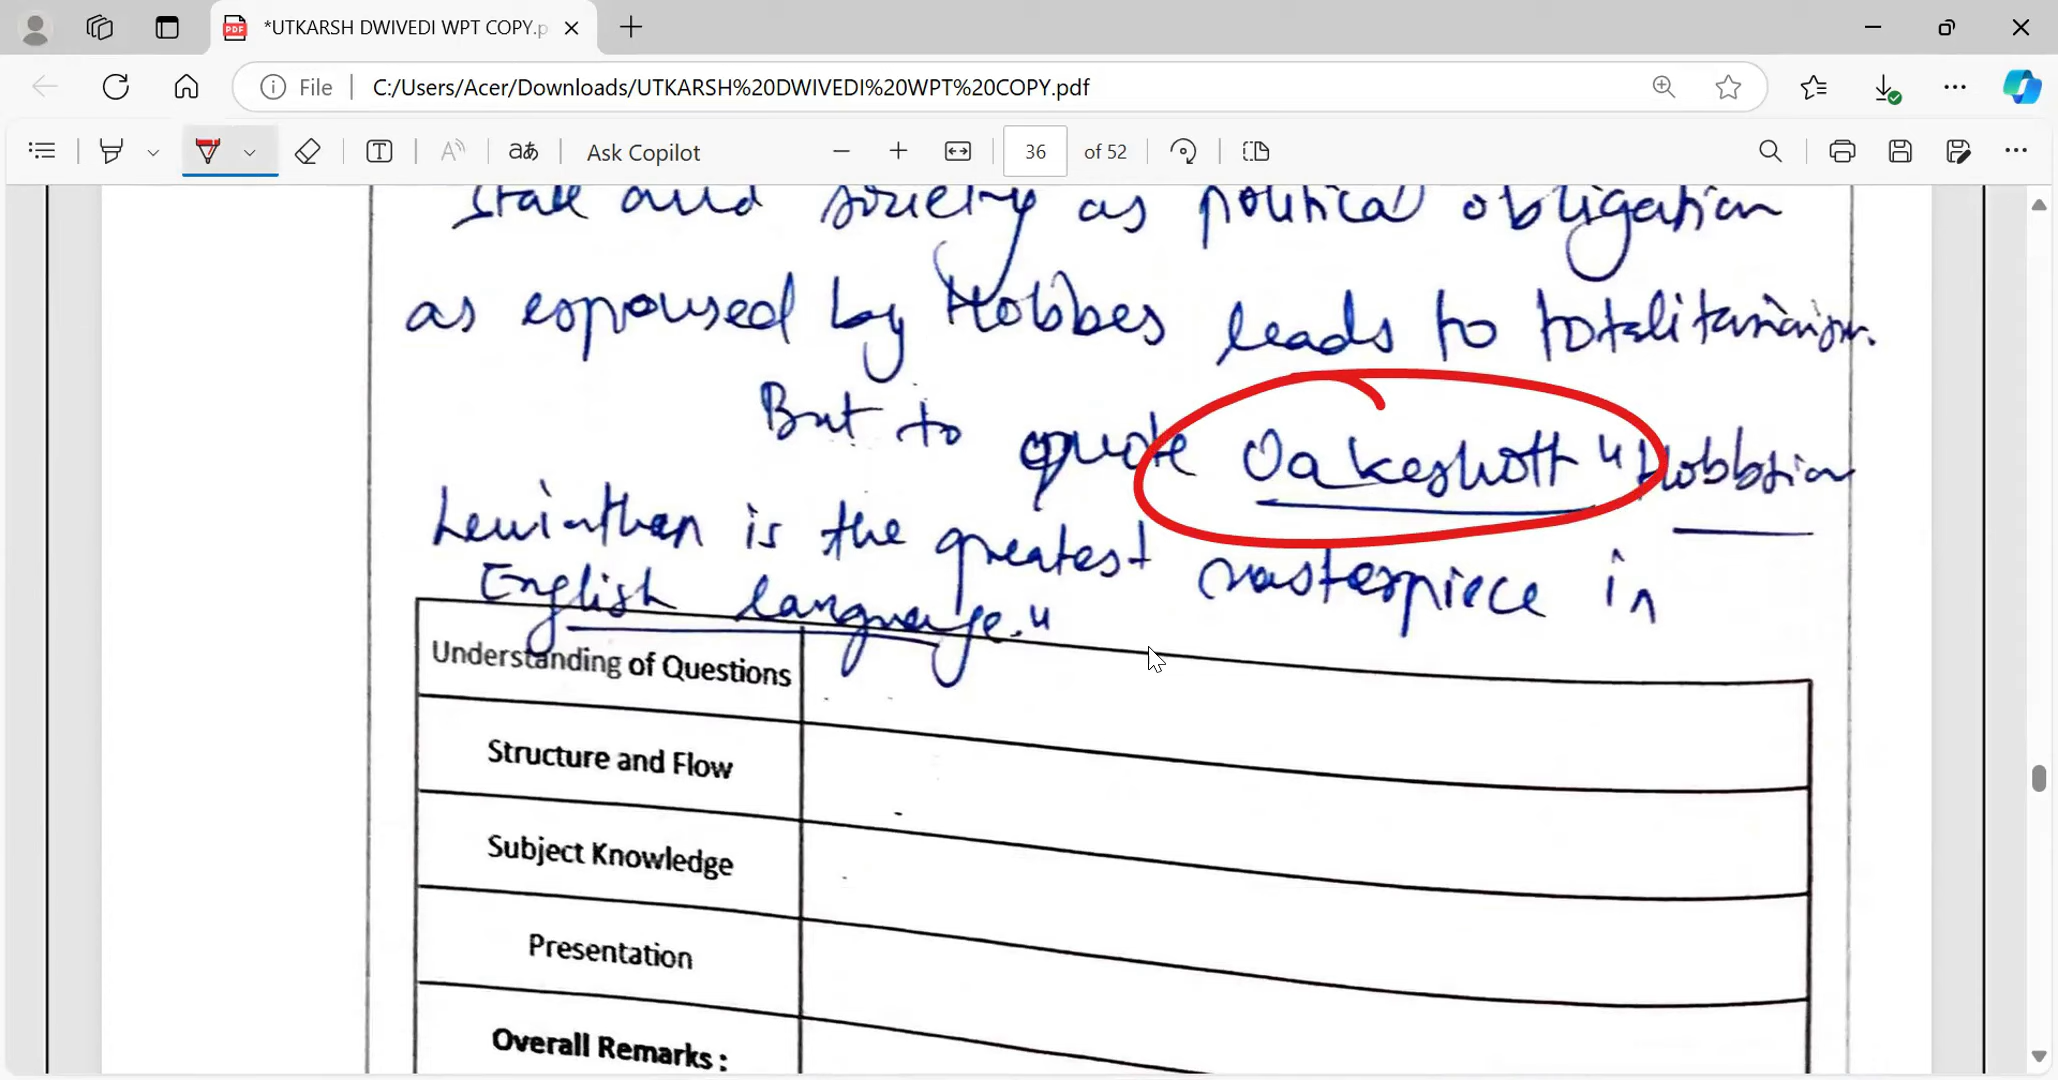 *UTKARSH DWIVEDI WPT COPY.p
File
C:/Users/Acer/Downloads/UTKARSH%20DWIVEDI%20WPT%20COPY.pdf
Ask Copilot
36 of 52
State and society as political obligation
as espoused by Hobbes leads to totalitarianism.
But to quote Oakeshott "Hobbsian
Leviathan is the greatest masterpiece in
English language."
Understanding of Questions
Structure and Flow
Subject Knowledge
Presentation
Overall Remarks :